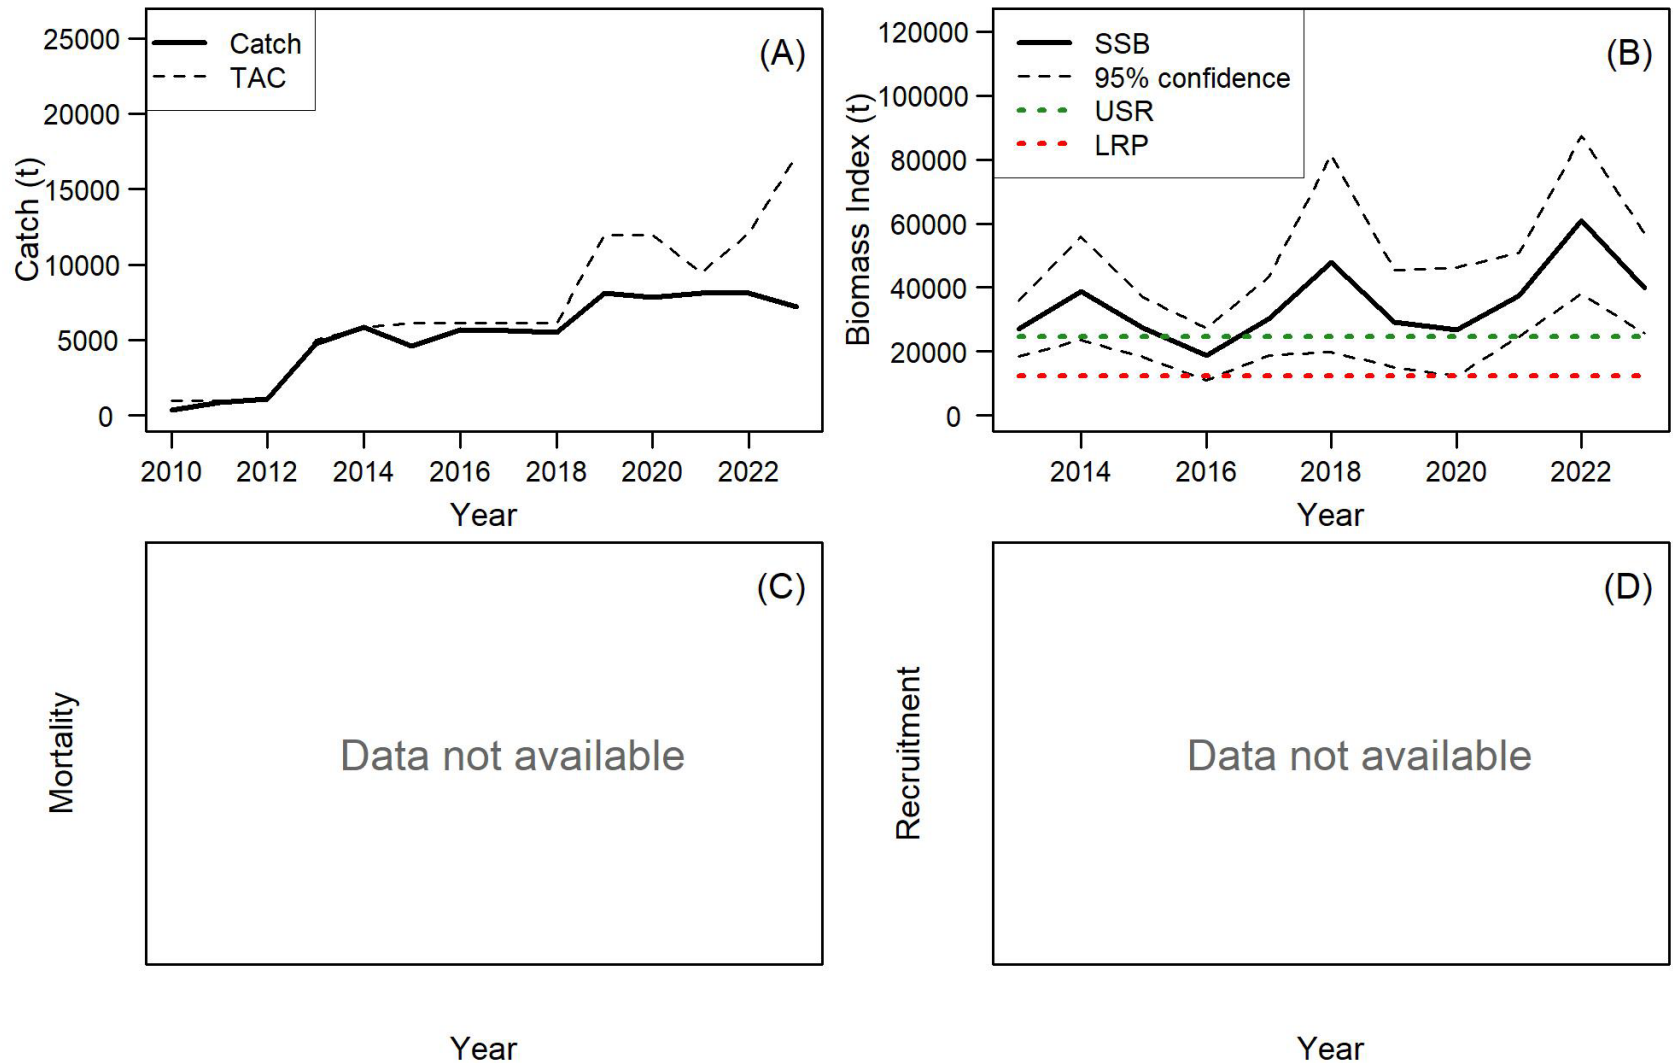 Catch (t)
25000
20000
15000
10000
5000
0
Catch
TAC
(A)
2010 2012 2014 2016 2018 2020 2022
Year
Biomass Index (t)
120000
100000
80000
60000
40000
20000
0
SSB
95% confidence
USR
LRP
(B)
2014 2016 2018 2020 2022
Year
Mortality
(C)
Data not available
Year
Recruitment
(D)
Data not available
Year